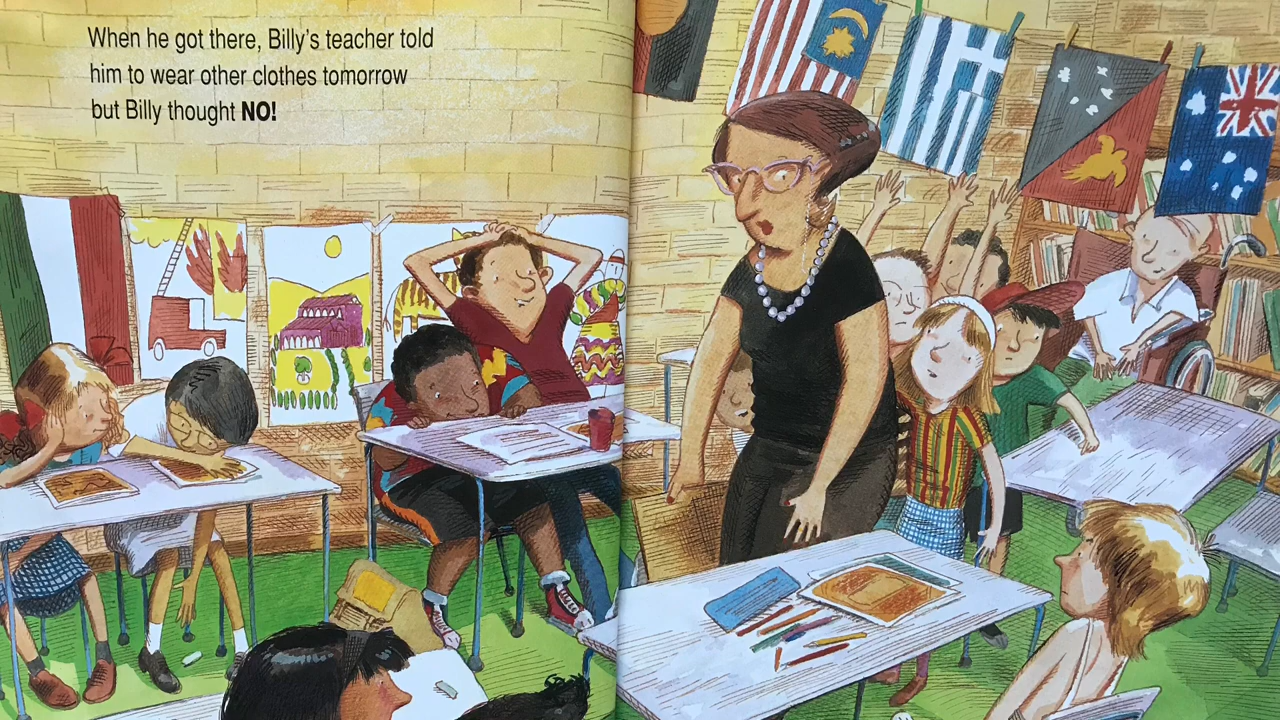 When he got there, Billy's teacher told
him to wear other clothes tomorrow
but Billy thought NO!